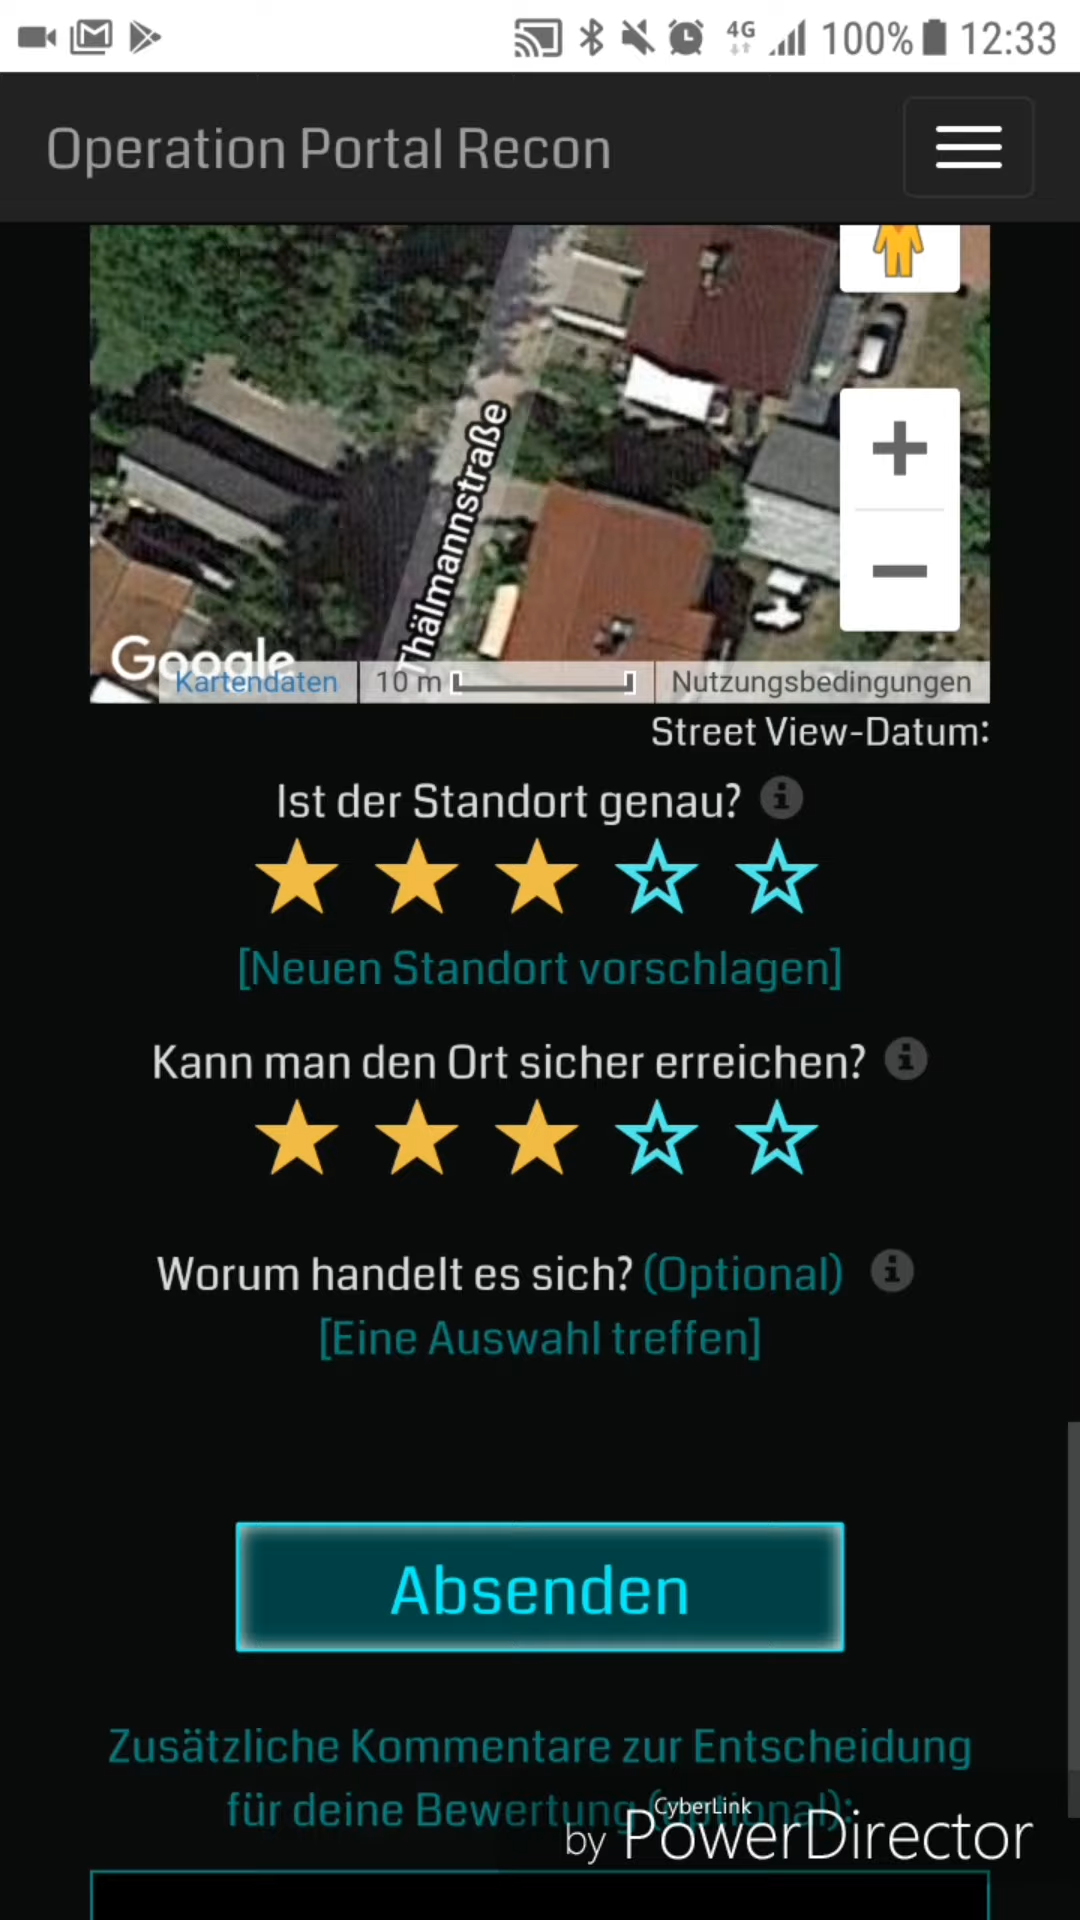 4G 100% 12:33
Operation Portal Recon
Thälmannstraße
Google
Kartendaten 10 m Nutzungsbedingungen
Street View-Datum:
Ist der Standort genau?
[Neuen Standort vorschlagen]
Kann man den Ort sicher erreichen?
Worum handelt es sich? (Optional)
[Eine Auswahl treffen]
Absenden
Zusätzliche Kommentare zur Entscheidung
für deine Bewertung (optional):
by CyberLink PowerDirector